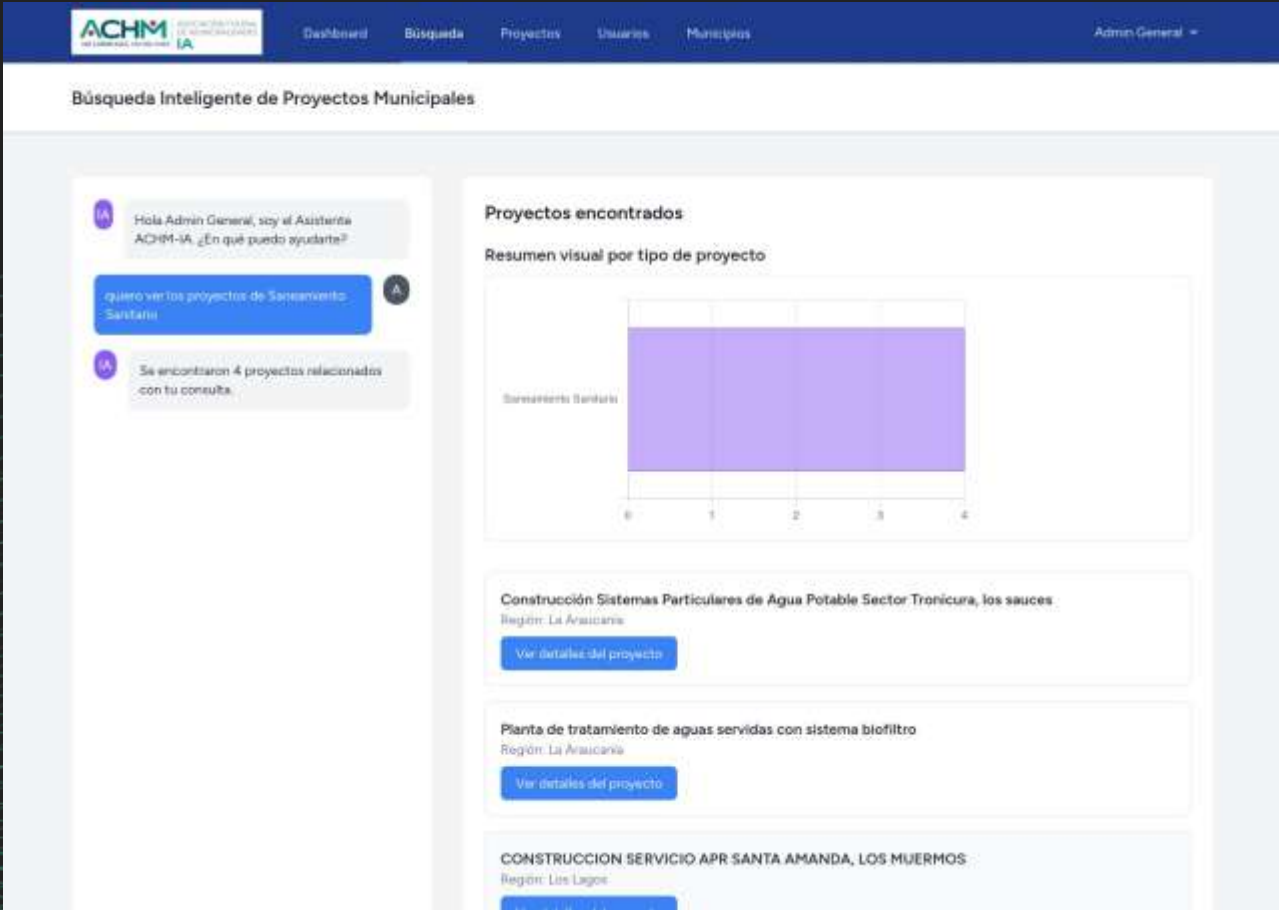 ACHM
IA
Dashboard
Búsqueda
Proyectos
Usuarios
Municipios
Admin General
Búsqueda Inteligente de Proyectos Municipales
IA
Hola Admin General, soy el Asistente
ACHM-IA. ¿En qué puedo ayudarte?
quiero ver los proyectos de Saneamiento
Sanitario
A
IA
Se encontraron 4 proyectos relacionados
con tu consulta.
Proyectos encontrados
Resumen visual por tipo de proyecto
Saneamiento Sanitario
0 1 2 3 4
Construcción Sistemas Particulares de Agua Potable Sector Tronicura, los sauces
Región: La Araucanía
Ver detalles del proyecto
Planta de tratamiento de aguas servidas con sistema biofiltro
Región: La Araucanía
Ver detalles del proyecto
CONSTRUCCION SERVICIO APR SANTA AMANDA, LOS MUERMOS
Región: Los Lagos